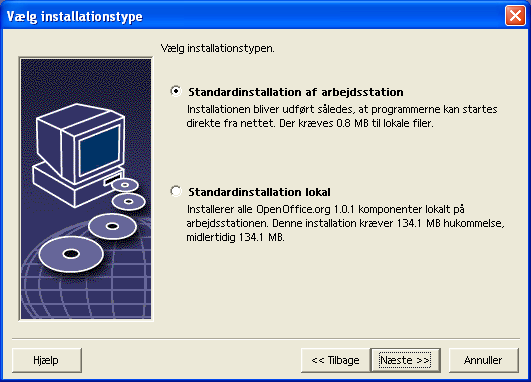 Vælg installationstype
Vælg installationstypen.
Standardinstallation af arbejdsstation
Installationen bliver udført således, at programmerne kan startes
direkte fra nettet. Der kræves 0.8 MB til lokale filer.
Standardinstallation lokal
Installerer alle OpenOffice.org 1.0.1 komponenter lokalt på
arbejdsstationen. Denne installation kræver 134.1 MB hukommelse,
midlertidig 134.1 MB.
Hjælp
<< Tilbage
Næste >>
Annuller